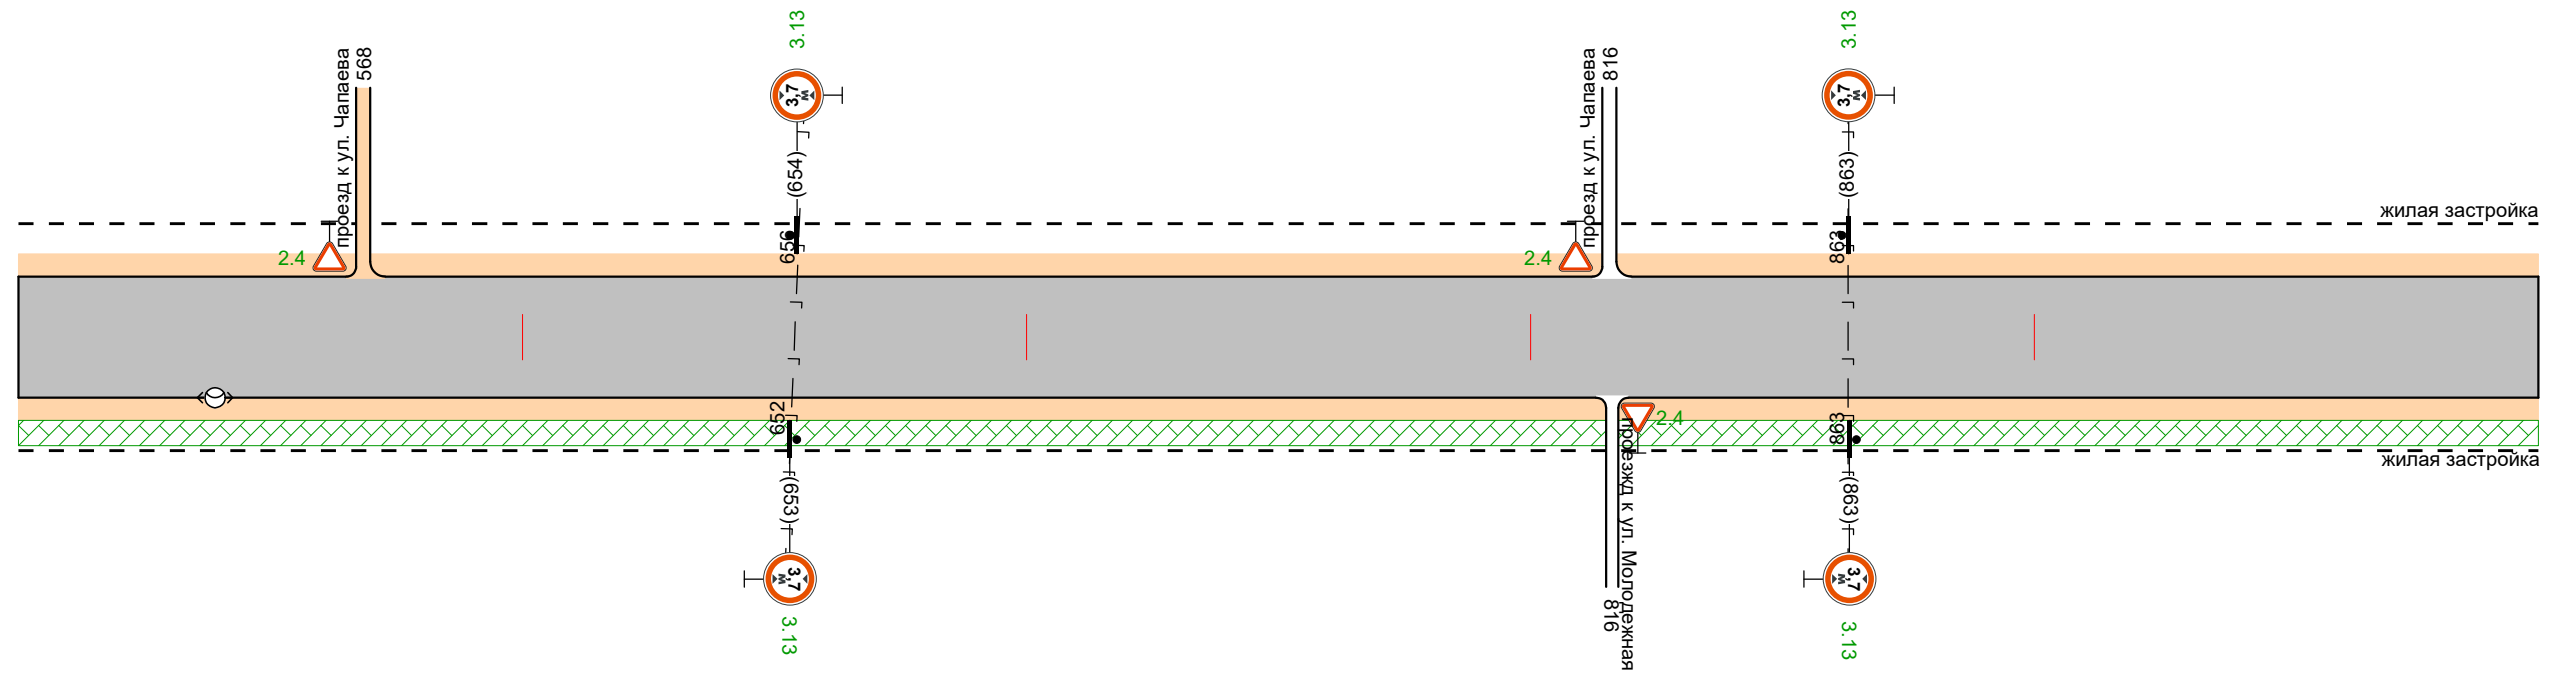 3.13
3.13
проезд к ул. Чапаева
568
3,7
м
(654)
проезд к ул. Чапаева
816
3,7
м
(863)
жилая застройка
2.4
656
2.4
863
652
2.4
863
жилая застройка
(653)
проезжд к ул. Молодежная
816
(863)
3,7
м
3,7
м
3.13
3.13